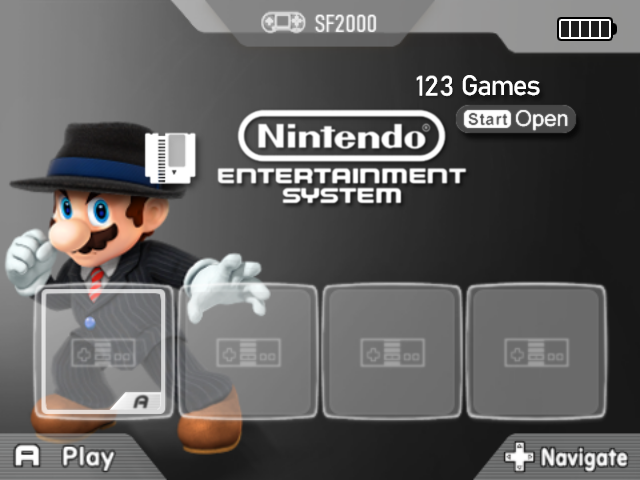 SF2000
123 Games
Start Open
Nintendo®
ENTERTAINMENT
SYSTEM
A
A Play
Navigate